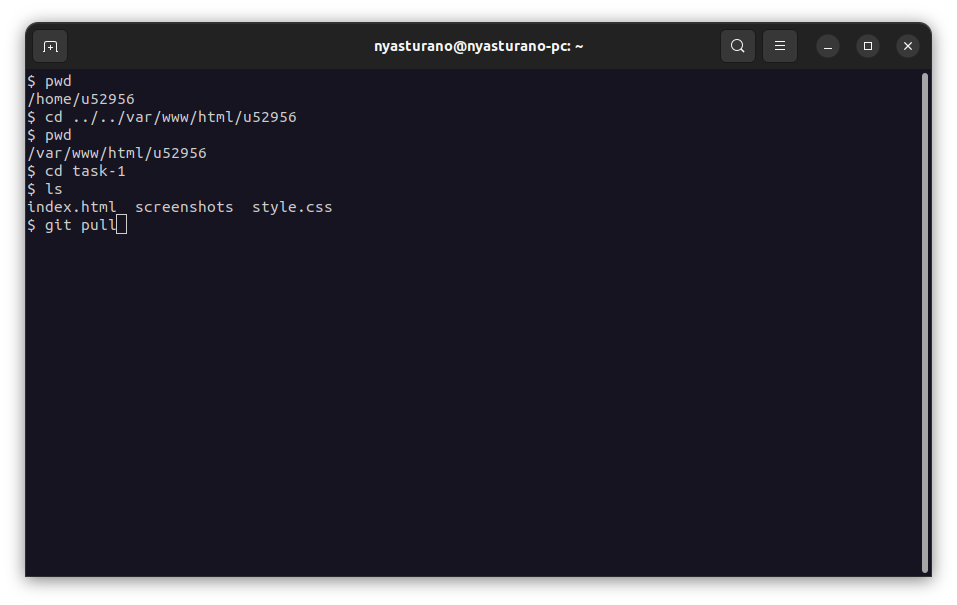 nyasturano@nyasturano-pc: ~
$ pwd
/home/u52956
$ cd ../../var/www/html/u52956
$ pwd
/var/www/html/u52956
$ cd task-1
$ ls
index.html  screenshots  style.css
$ git pull